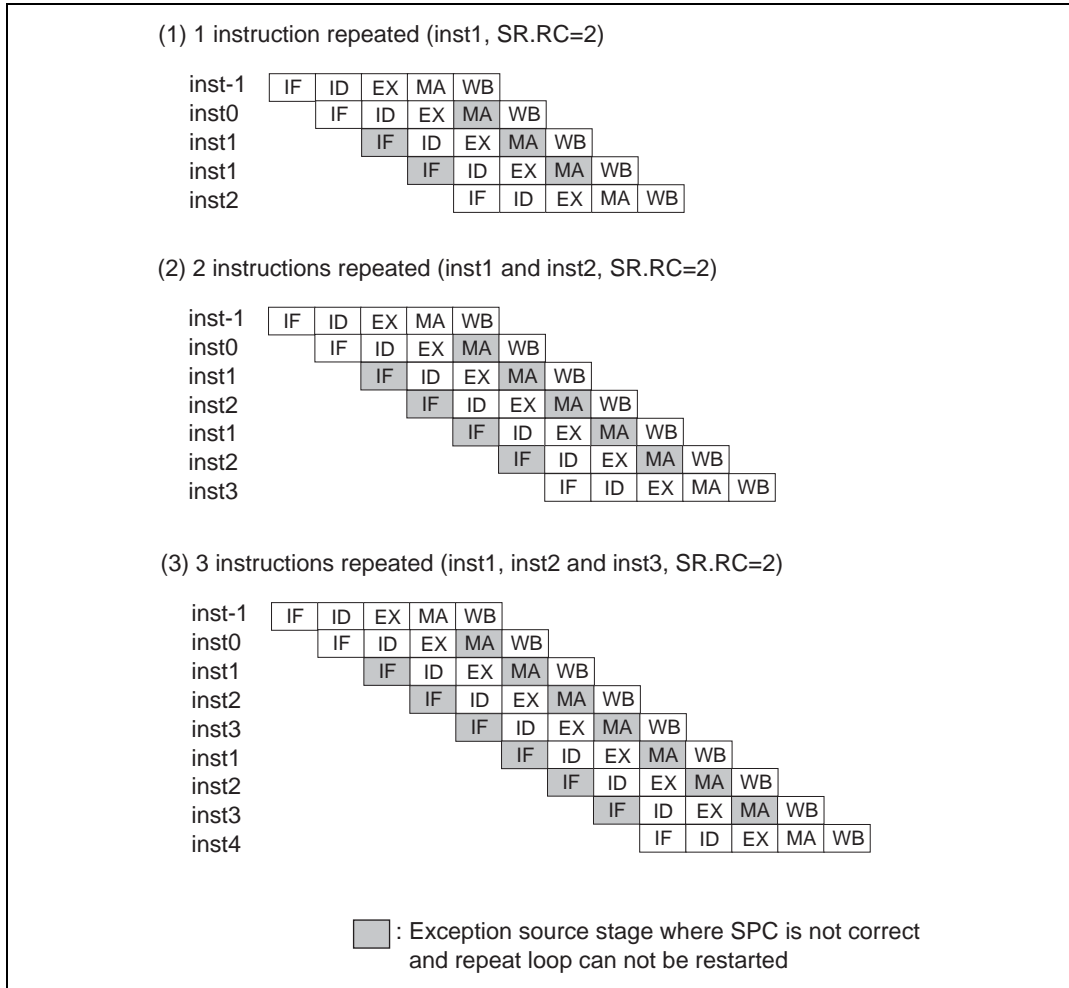 (1) 1 instruction repeated (inst1, SR.RC=2)
inst-1 IF ID EX MA WB
inst0 IF ID EX MA WB
inst1 IF ID EX MA WB
inst1 IF ID EX MA WB
inst2 IF ID EX MA WB
(2) 2 instructions repeated (inst1 and inst2, SR.RC=2)
inst-1 IF ID EX MA WB
inst0 IF ID EX MA WB
inst1 IF ID EX MA WB
inst2 IF ID EX MA WB
inst1 IF ID EX MA WB
inst2 IF ID EX MA WB
inst3 IF ID EX MA WB
(3) 3 instructions repeated (inst1, inst2 and inst3, SR.RC=2)
inst-1 IF ID EX MA WB
inst0 IF ID EX MA WB
inst1 IF ID EX MA WB
inst2 IF ID EX MA WB
inst3 IF ID EX MA WB
inst1 IF ID EX MA WB
inst2 IF ID EX MA WB
inst3 IF ID EX MA WB
inst4 IF ID EX MA WB
: Exception source stage where SPC is not correct
and repeat loop can not be restarted